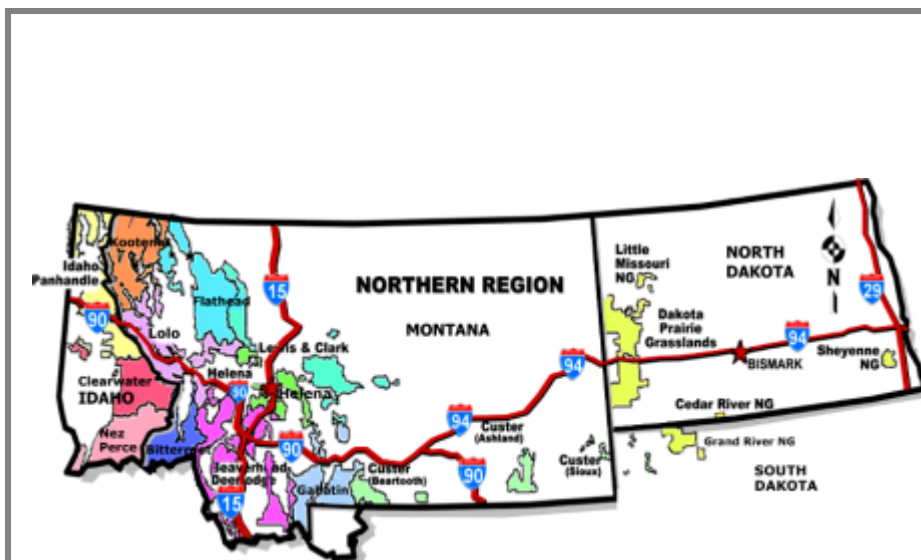 Kootenai
Idaho
Panhandle
90
Lolo
Flathead
15
NORTHERN REGION
MONTANA
Little
Missouri
NG
NORTH
DAKOTA
N
29
Dakota
Prairie
Grasslands
94
BISMARK
Sheyenne
NG
94
Lewis & Clark
Helena
90
Helena
Clearwater
IDAHO
Nez
Perce
Bitterroot
Beaverhead
Deerlodge
15
90
Gallatin
Custer
(Beartooth)
94
Custer
(Ashland)
90
Custer
(Sioux)
Cedar River NG
Grand River NG
SOUTH
DAKOTA